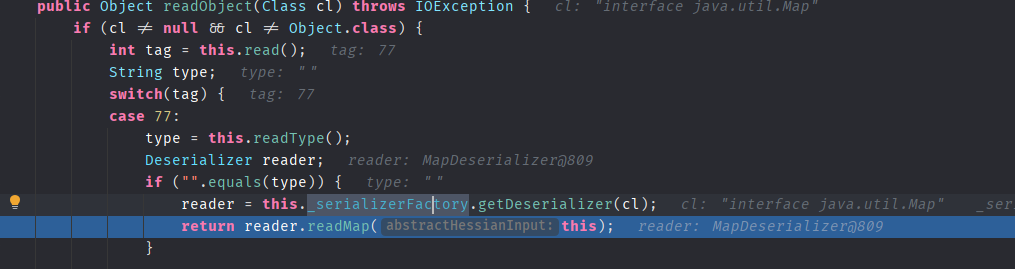 public Object readObject(Class cl) throws IOException {   cl: "interface java.util.Map"
if (cl ≠ null && cl ≠ Object.class) {
int tag = this.read();   tag: 77
String type;   type: ""
switch(tag) {   tag: 77
case 77:
type = this.readType();
Deserializer reader;   reader: MapDeserializer@809
if ("".equals(type)) {   type: ""
reader = this._serializerFactory.getDeserializer(cl);   cl: "interface java.util.Map"   _ser
return reader.readMap( abstractHessianInput: this);   reader: MapDeserializer@809
}